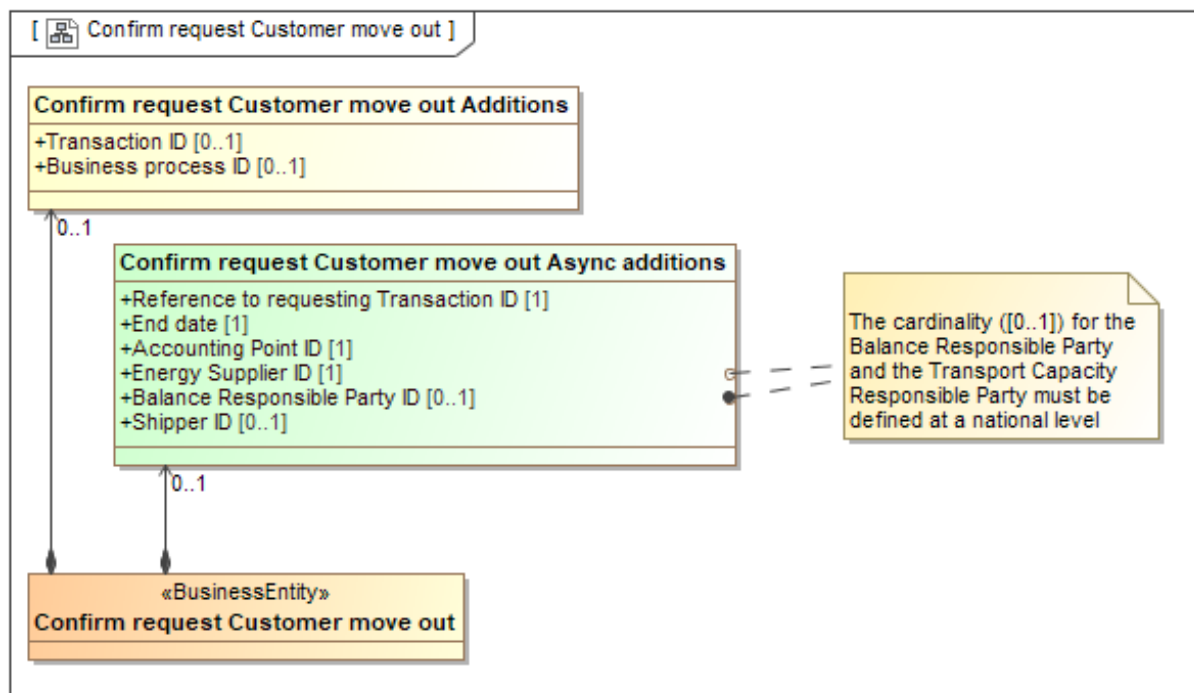 [ Confirm request Customer move out ]
Confirm request Customer move out Additions
+Transaction ID [0..1]
+Business process ID [0..1]
0..1
Confirm request Customer move out Async additions
+Reference to requesting Transaction ID [1]
+End date [1]
+Accounting Point ID [1]
+Energy Supplier ID [1]
+Balance Responsible Party ID [0..1]
+Shipper ID [0..1]
The cardinality ([0..1]) for the
Balance Responsible Party
and the Transport Capacity
Responsible Party must be
defined at a national level
0..1
«BusinessEntity»
Confirm request Customer move out